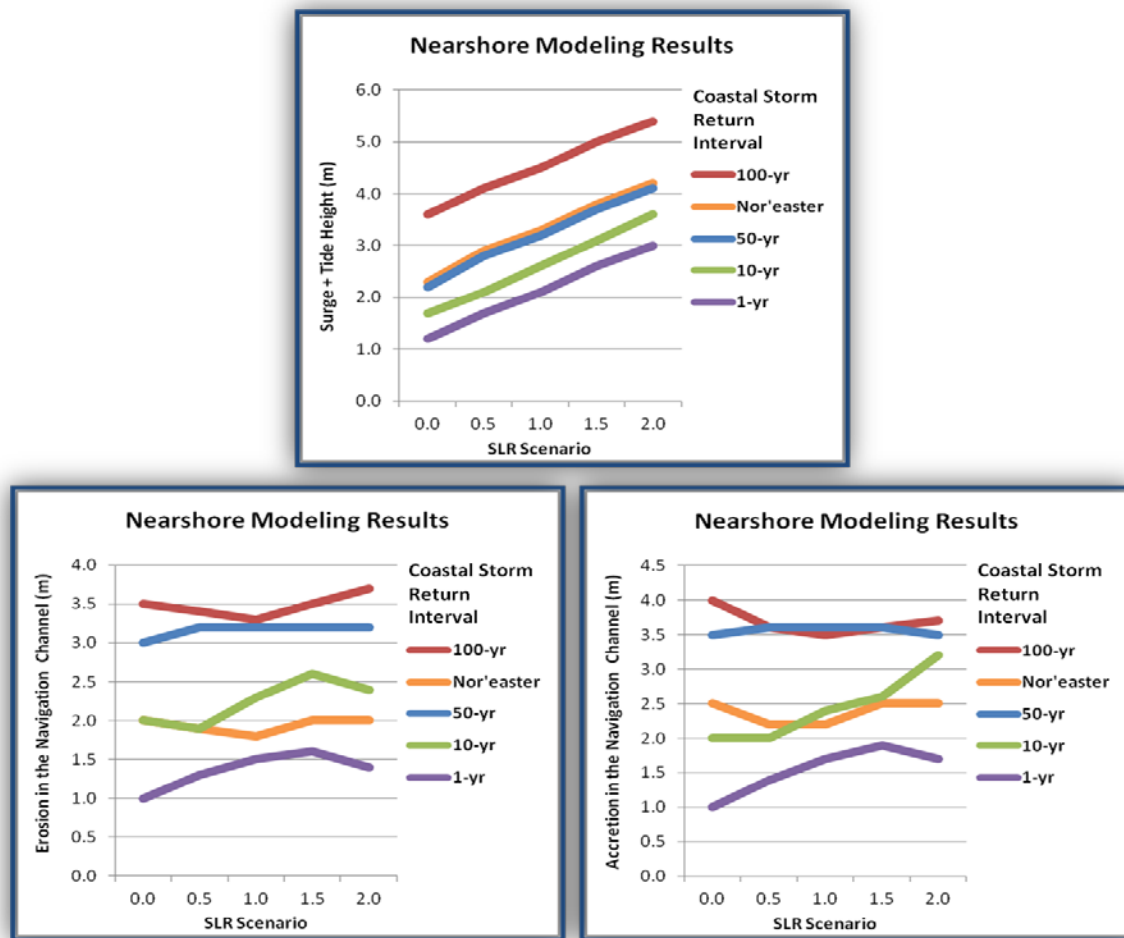 Nearshore Modeling Results
Surge + Tide Height (m)
6.0
5.0
4.0
3.0
2.0
1.0
0.0
0.0 0.5 1.0 1.5 2.0
SLR Scenario
Coastal Storm
Return
Interval
100-yr
Nor'easter
50-yr
10-yr
1-yr
Nearshore Modeling Results
Erosion in the Navigation Channel (m)
4.0
3.5
3.0
2.5
2.0
1.5
1.0
0.5
0.0
0.0 0.5 1.0 1.5 2.0
SLR Scenario
Coastal Storm
Return
Interval
100-yr
Nor'easter
50-yr
10-yr
1-yr
Nearshore Modeling Results
Accretion in the Navigation Channel (m)
4.5
4.0
3.5
3.0
2.5
2.0
1.5
1.0
0.5
0.0
0.0 0.5 1.0 1.5 2.0
SLR Scenario
Coastal Storm
Return
Interval
100-yr
Nor'easter
50-yr
10-yr
1-yr